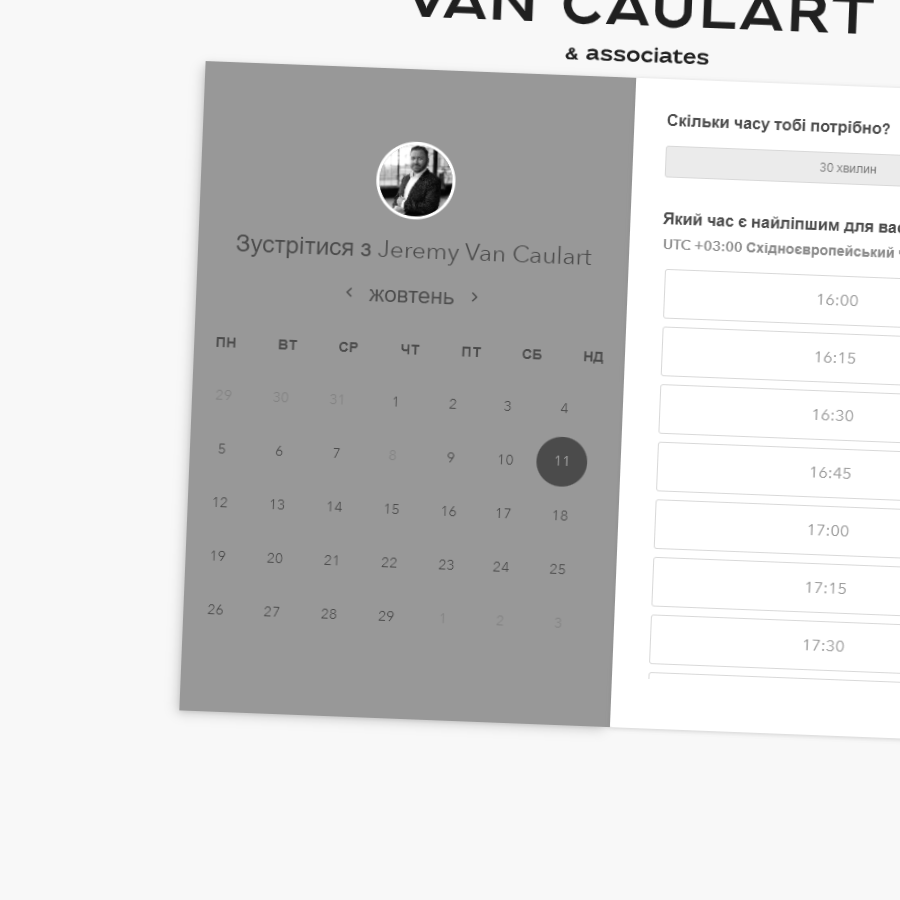 VAN CAULART
& associates
Зустрітися з Jeremy Van Caulart
жовтень
ПН ВТ СР ЧТ ПТ СБ НД
29 30 31 1 2 3 4
5 6 7 8 9 10 11
12 13 14 15 16 17 18
19 20 21 22 23 24 25
26 27 28 29 1 2 3
Скільки часу тобі потрібно?
30 хвилин
Який час є найліпшим для вас
UTC +03:00 Східноєвропейський
16:00
16:15
16:30
16:45
17:00
17:15
17:30